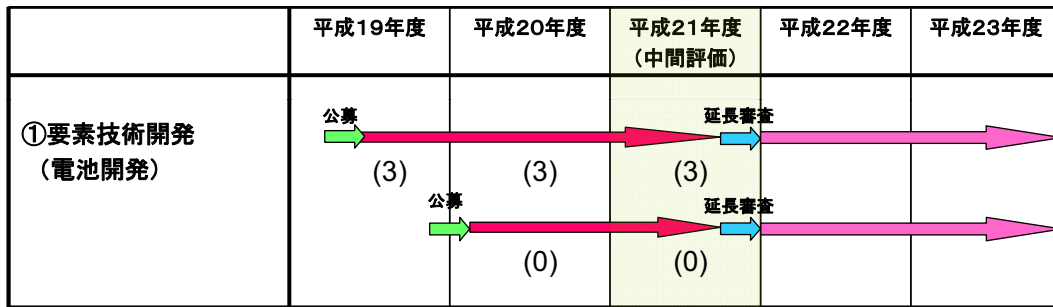 平成19年度 平成20年度 平成21年度 平成22年度 平成23年度
(中間評価)
公募 延長審査
①要素技術開発
(電池開発)
(3) (3) (3)
公募 延長審査
(0) (0)